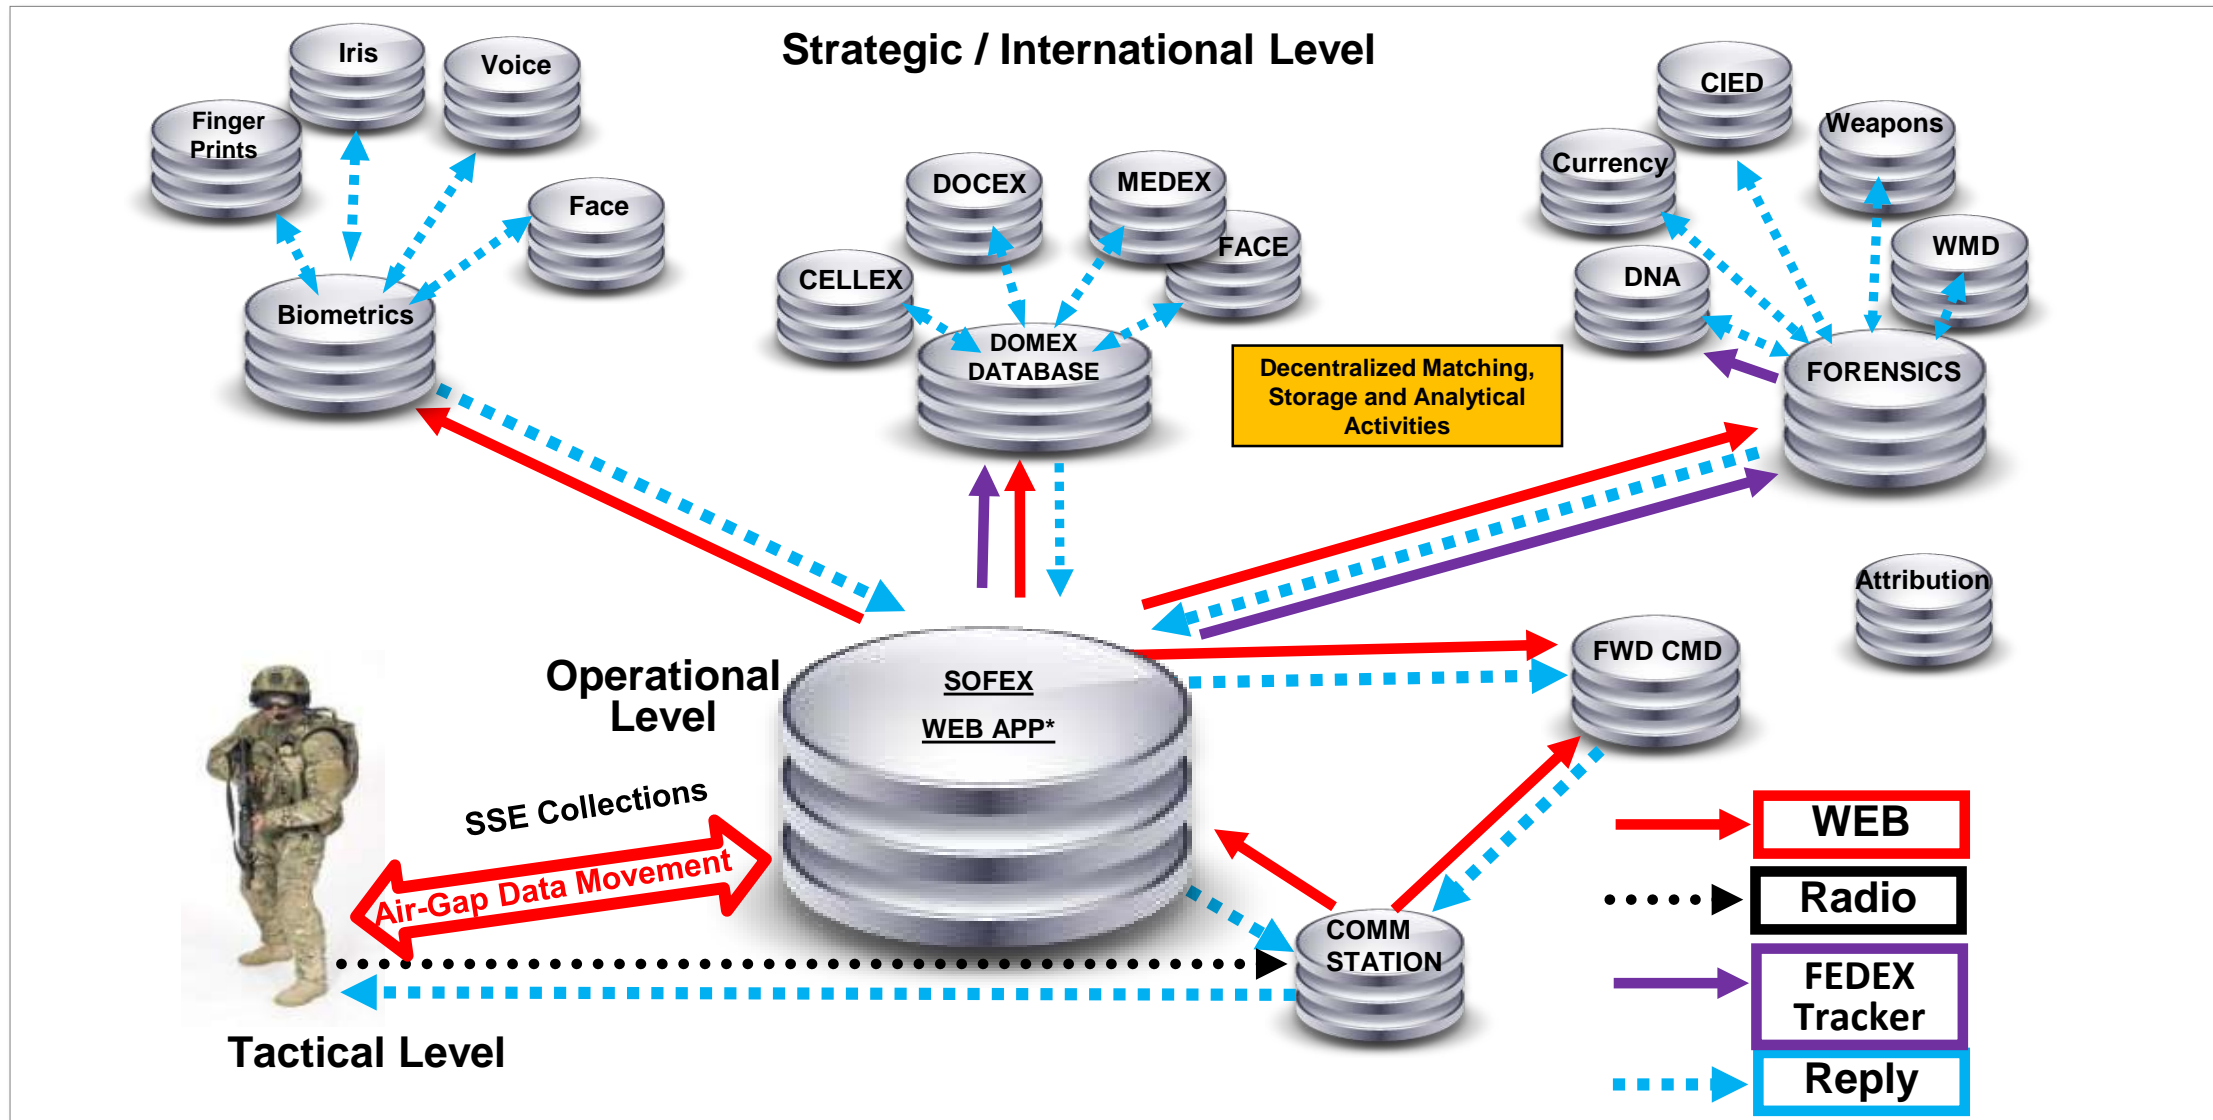 Strategic / International Level
Iris
Voice
Finger
Prints
Face
Biometrics
DOCEX
MEDEX
CELLEX
FACE
DOMEX
DATABASE
CIED
Weapons
Currency
WMD
DNA
FORENSICS
Decentralized Matching,
Storage and Analytical
Activities
Attribution
FWD CMD
Operational
Level
SOFEX
WEB APP*
SSE Collections
Air-Gap Data Movement
COMM
STATION
Tactical Level
WEB
Radio
FEDEX
Tracker
Reply